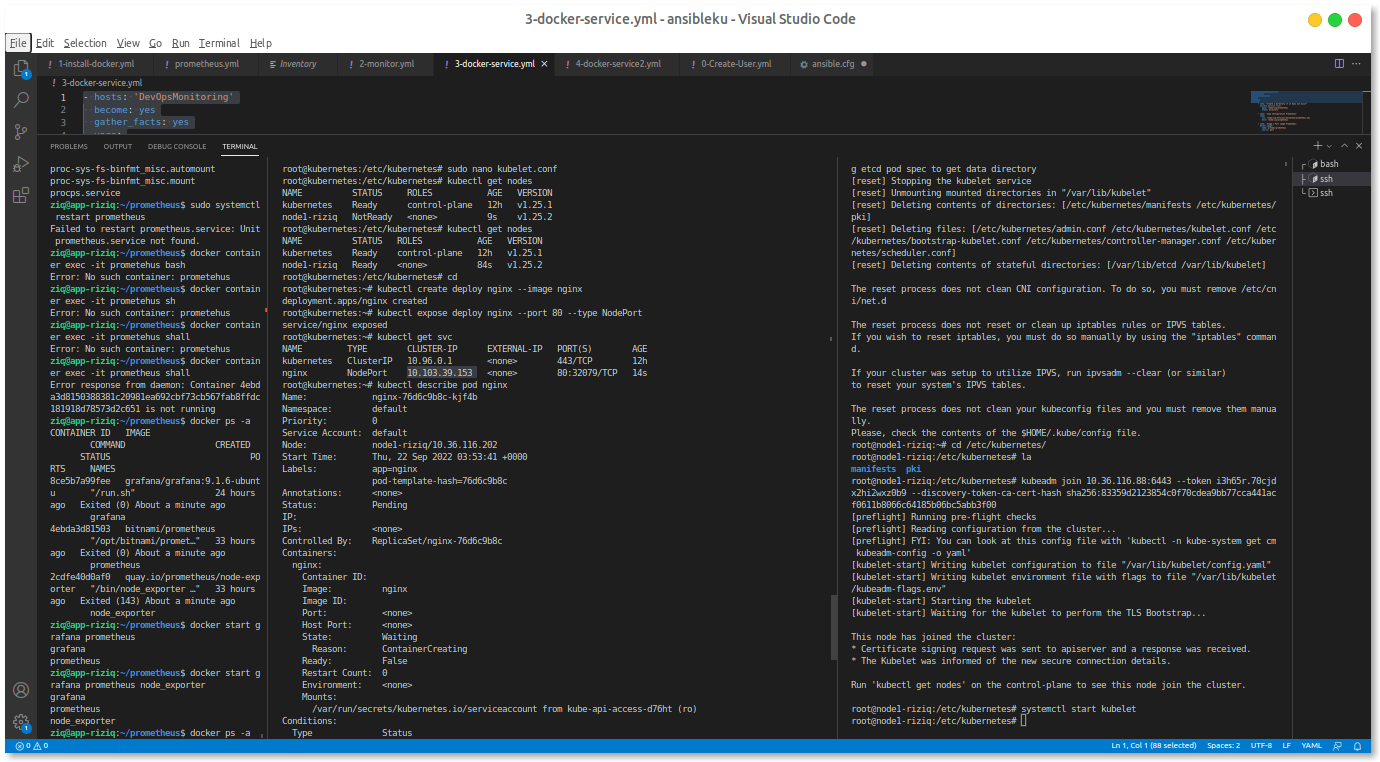 3-docker-service.yml - ansibleku - Visual Studio Code
File Edit Selection View Go Run Terminal Help
1-install-docker.yml prometheus.yml Inventory 2-monitor.yml 3-docker-service.yml 4-docker-service2.yml 0-Create-User.yml ansible.cfg
3-docker-service.yml
1 - hosts: 'DevOpsMonitoring'
2 become: yes
3 gather_facts: yes
PROBLEMS OUTPUT DEBUG CONSOLE TERMINAL
proc-sys-fs-binfmt_misc.automount
proc-sys-fs-binfmt_misc.mount
procps.service
ziq@app-riziq:~/prometheus$ sudo systemctl
restart prometheus
Failed to restart prometheus.service: Unit
prometheus.service not found.
ziq@app-riziq:~/prometheus$ docker contain
er exec -it prometehus bash
Error: No such container: prometehus
ziq@app-riziq:~/prometheus$ docker contain
er exec -it prometehus sh
Error: No such container: prometehus
ziq@app-riziq:~/prometheus$ docker contain
er exec -it prometehus shall
Error: No such container: prometehus
ziq@app-riziq:~/prometheus$ docker contain
er exec -it prometheus shall
Error response from daemon: Container 4ebd
a3d8150388381c20981ea692cbf73cb567fab8ffdc
181918d78573d2c651 is not running
ziq@app-riziq:~/prometheus$ docker ps -a
CONTAINER ID IMAGE
COMMAND CREATED
STATUS PO
RTS NAMES
8ce5b7a99fee grafana/grafana:9.1.6-ubunt
u "/run.sh" 24 hours
ago Exited (0) About a minute ago
grafana
4ebda3d81503 bitnami/prometheus
"/opt/bitnami/promet…" 33 hours
ago Exited (0) About a minute ago
prometheus
2cdfe40d0af0 quay.io/prometheus/node-exp
orter "/bin/node_exporter …" 33 hours
ago Exited (143) About a minute ago
node_exporter
ziq@app-riziq:~/prometheus$ docker start g
rafana prometheus
grafana
prometheus
ziq@app-riziq:~/prometheus$ docker start g
rafana prometheus node_exporter
grafana
prometheus
node_exporter
ziq@app-riziq:~/prometheus$ docker ps -a
root@kubernetes:/etc/kubernetes# sudo nano kubelet.conf
root@kubernetes:/etc/kubernetes# kubectl get nodes
NAME STATUS ROLES AGE VERSION
kubernetes Ready control-plane 12h v1.25.1
node1-riziq NotReady <none> 9s v1.25.2
root@kubernetes:/etc/kubernetes# kubectl get nodes
NAME STATUS ROLES AGE VERSION
kubernetes Ready control-plane 12h v1.25.1
node1-riziq Ready <none> 84s v1.25.2
root@kubernetes:/etc/kubernetes# cd
root@kubernetes:~# kubectl create deploy nginx --image nginx
deployment.apps/nginx created
root@kubernetes:~# kubectl expose deploy nginx --port 80 --type NodePort
service/nginx exposed
root@kubernetes:~# kubectl get svc
NAME TYPE CLUSTER-IP EXTERNAL-IP PORT(S) AGE
kubernetes ClusterIP 10.96.0.1 <none> 443/TCP 12h
nginx NodePort 10.103.39.153 <none> 80:32079/TCP 14s
root@kubernetes:~# kubectl describe pod nginx
Name: nginx-76d6c9b8c-kjf4b
Namespace: default
Priority: 0
Service Account: default
Node: node1-riziq/10.36.116.202
Start Time: Thu, 22 Sep 2022 03:53:41 +0000
Labels: app=nginx
pod-template-hash=76d6c9b8c
Annotations: <none>
Status: Pending
IP:
IPs: <none>
Controlled By: ReplicaSet/nginx-76d6c9b8c
Containers:
nginx:
Container ID:
Image: nginx
Image ID:
Port: <none>
Host Port: <none>
State: Waiting
Reason: ContainerCreating
Ready: False
Restart Count: 0
Environment: <none>
Mounts:
/var/run/secrets/kubernetes.io/serviceaccount from kube-api-access-d76ht (ro)
Conditions:
Type Status
g etcd pod spec to get data directory
[reset] Stopping the kubelet service
[reset] Unmounting mounted directories in "/var/lib/kubelet"
[reset] Deleting contents of directories: [/etc/kubernetes/manifests /etc/kubernetes/
pki]
[reset] Deleting files: [/etc/kubernetes/admin.conf /etc/kubernetes/kubelet.conf /etc
/kubernetes/bootstrap-kubelet.conf /etc/kubernetes/controller-manager.conf /etc/kuber
netes/scheduler.conf]
[reset] Deleting contents of stateful directories: [/var/lib/etcd /var/lib/kubelet]
The reset process does not clean CNI configuration. To do so, you must remove /etc/cn
i/net.d
The reset process does not reset or clean up iptables rules or IPVS tables.
If you wish to reset iptables, you must do so manually by using the "iptables" comman
d.
If your cluster was setup to utilize IPVS, run ipvsadm --clear (or similar)
to reset your system's IPVS tables.
The reset process does not clean your kubeconfig files and you must remove them manua
lly.
Please, check the contents of the $HOME/.kube/config file.
root@node1-riziq:~# cd /etc/kubernetes/
root@node1-riziq:/etc/kubernetes# la
manifests pki
root@node1-riziq:/etc/kubernetes# kubeadm join 10.36.116.88:6443 --token i3h65r.70cjd
x2hi2wxz0b9 --discovery-token-ca-cert-hash sha256:83359d2123854c0f70cdea9bb77cca441ac
f0611b8066c64185b06bc5abb3f00
[preflight] Running pre-flight checks
[preflight] Reading configuration from the cluster...
[preflight] FYI: You can look at this config file with 'kubectl -n kube-system get cm
kubeadm-config -o yaml'
[kubelet-start] Writing kubelet configuration to file "/var/lib/kubelet/config.yaml"
[kubelet-start] Writing kubelet environment file with flags to file "/var/lib/kubelet
/kubeadm-flags.env"
[kubelet-start] Starting the kubelet
[kubelet-start] Waiting for the kubelet to perform the TLS Bootstrap...
This node has joined the cluster:
* Certificate signing request was sent to apiserver and a response was received.
* The Kubelet was informed of the new secure connection details.
Run 'kubectl get nodes' on the control-plane to see this node join the cluster.
root@node1-riziq:/etc/kubernetes# systemctl start kubelet
root@node1-riziq:/etc/kubernetes#
bash
ssh
ssh
0 0 Ln 1, Col 1 (88 selected) Spaces: 2 UTF-8 LF YAML